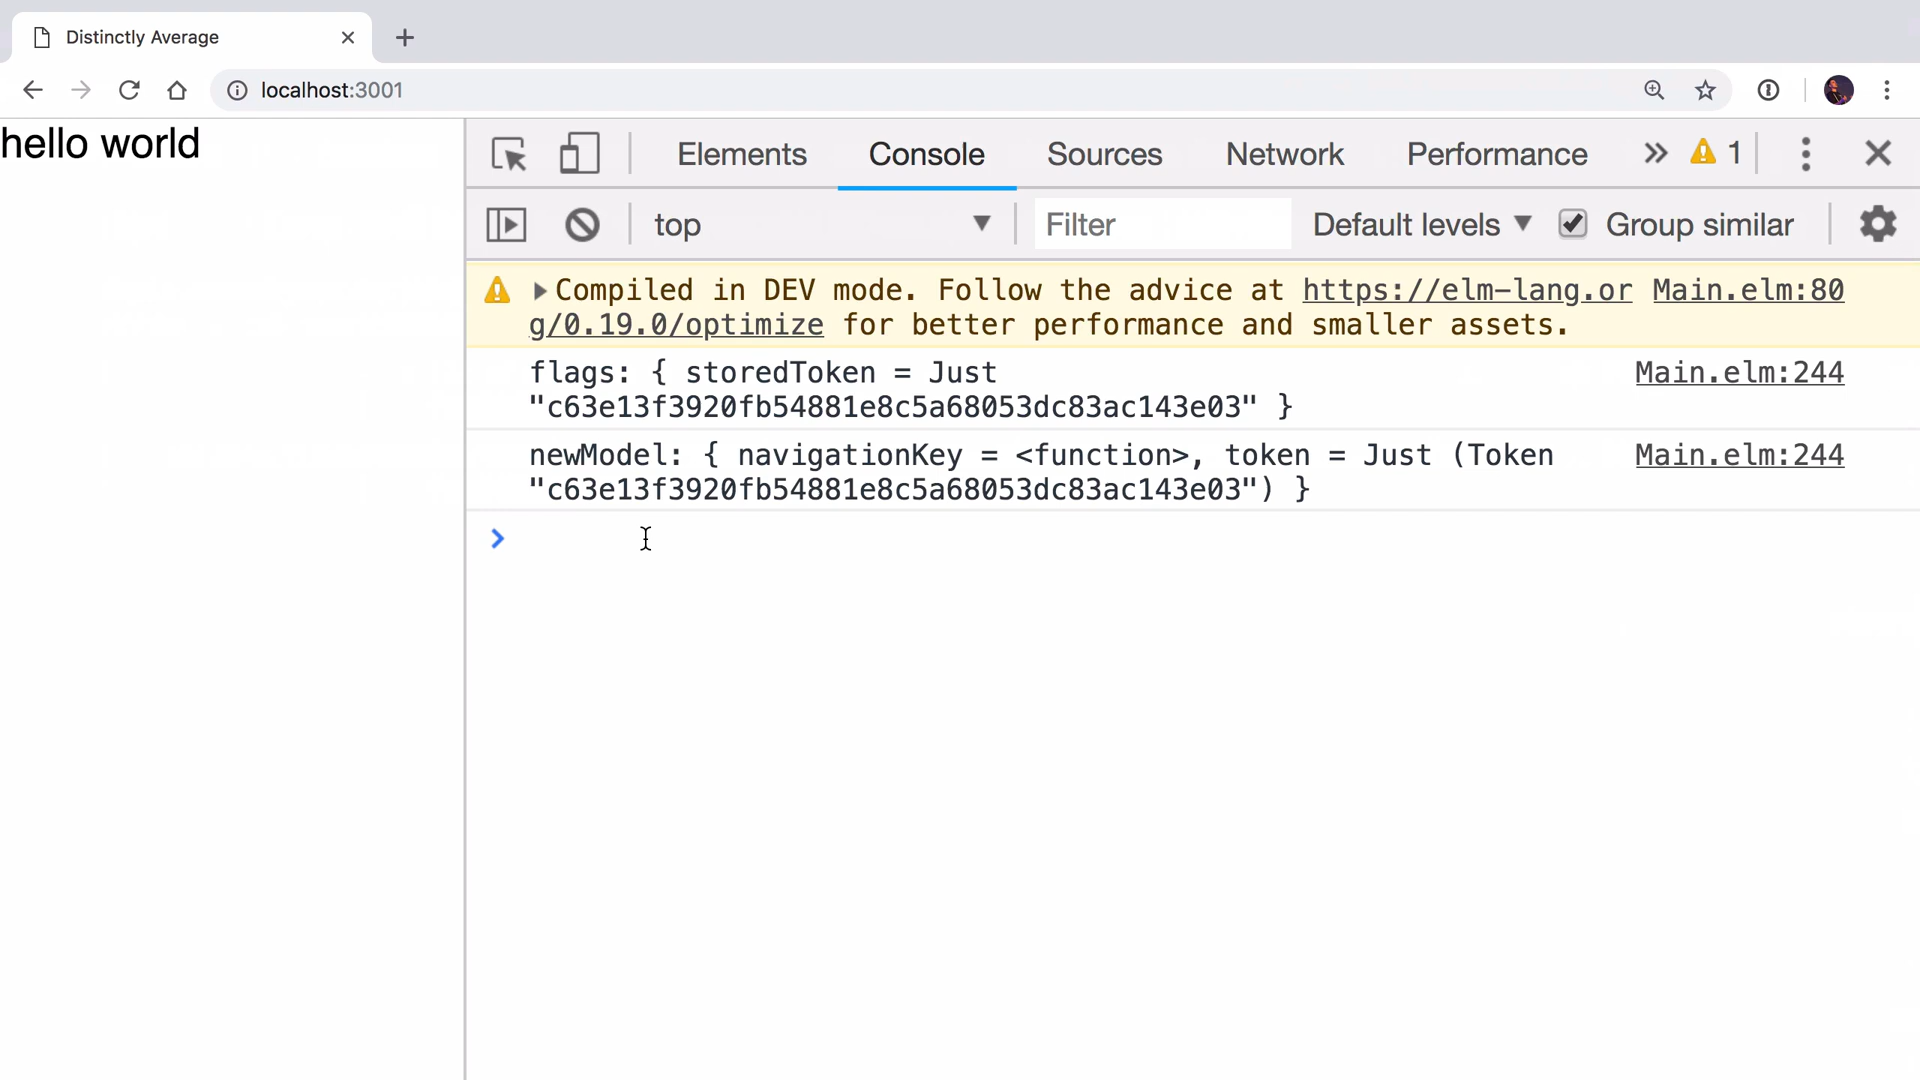 Distinctly Average
localhost:3001
hello world
Elements Console Sources Network Performance 1
top Filter Default levels Group similar
Compiled in DEV mode. Follow the advice at https://elm-lang.or Main.elm:80
g/0.19.0/optimize for better performance and smaller assets.
flags: { storedToken = Just Main.elm:244
"c63e13f3920fb54881e8c5a68053dc83ac143e03" }
newModel: { navigationKey = <function>, token = Just (Token Main.elm:244
"c63e13f3920fb54881e8c5a68053dc83ac143e03") }